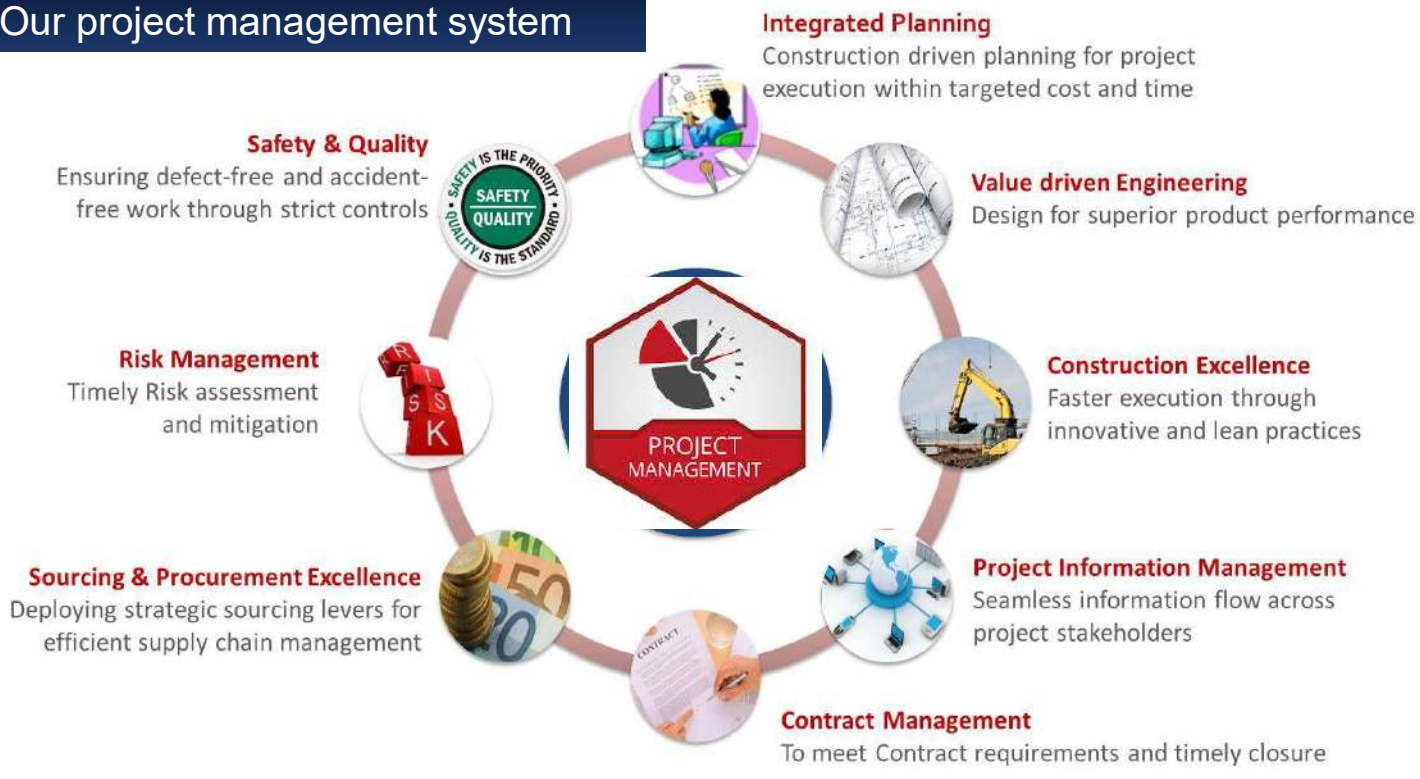 Our project management system
Integrated Planning
Construction driven planning for project
execution within targeted cost and time
Value driven Engineering
Design for superior product performance
Construction Excellence
Faster execution through
innovative and lean practices
Project Information Management
Seamless information flow across
project stakeholders
Contract Management
To meet Contract requirements and timely closure
Sourcing & Procurement Excellence
Deploying strategic sourcing levers for
efficient supply chain management
Risk Management
Timely Risk assessment
and mitigation
Safety & Quality
Ensuring defect-free and accident-
free work through strict controls
SAFETY IS THE PRIORITY
SAFETY
QUALITY
QUALITY IS THE STANDARD
RISK
R
I
S
S
K
PROJECT
MANAGEMENT
CONTRACT
50
20